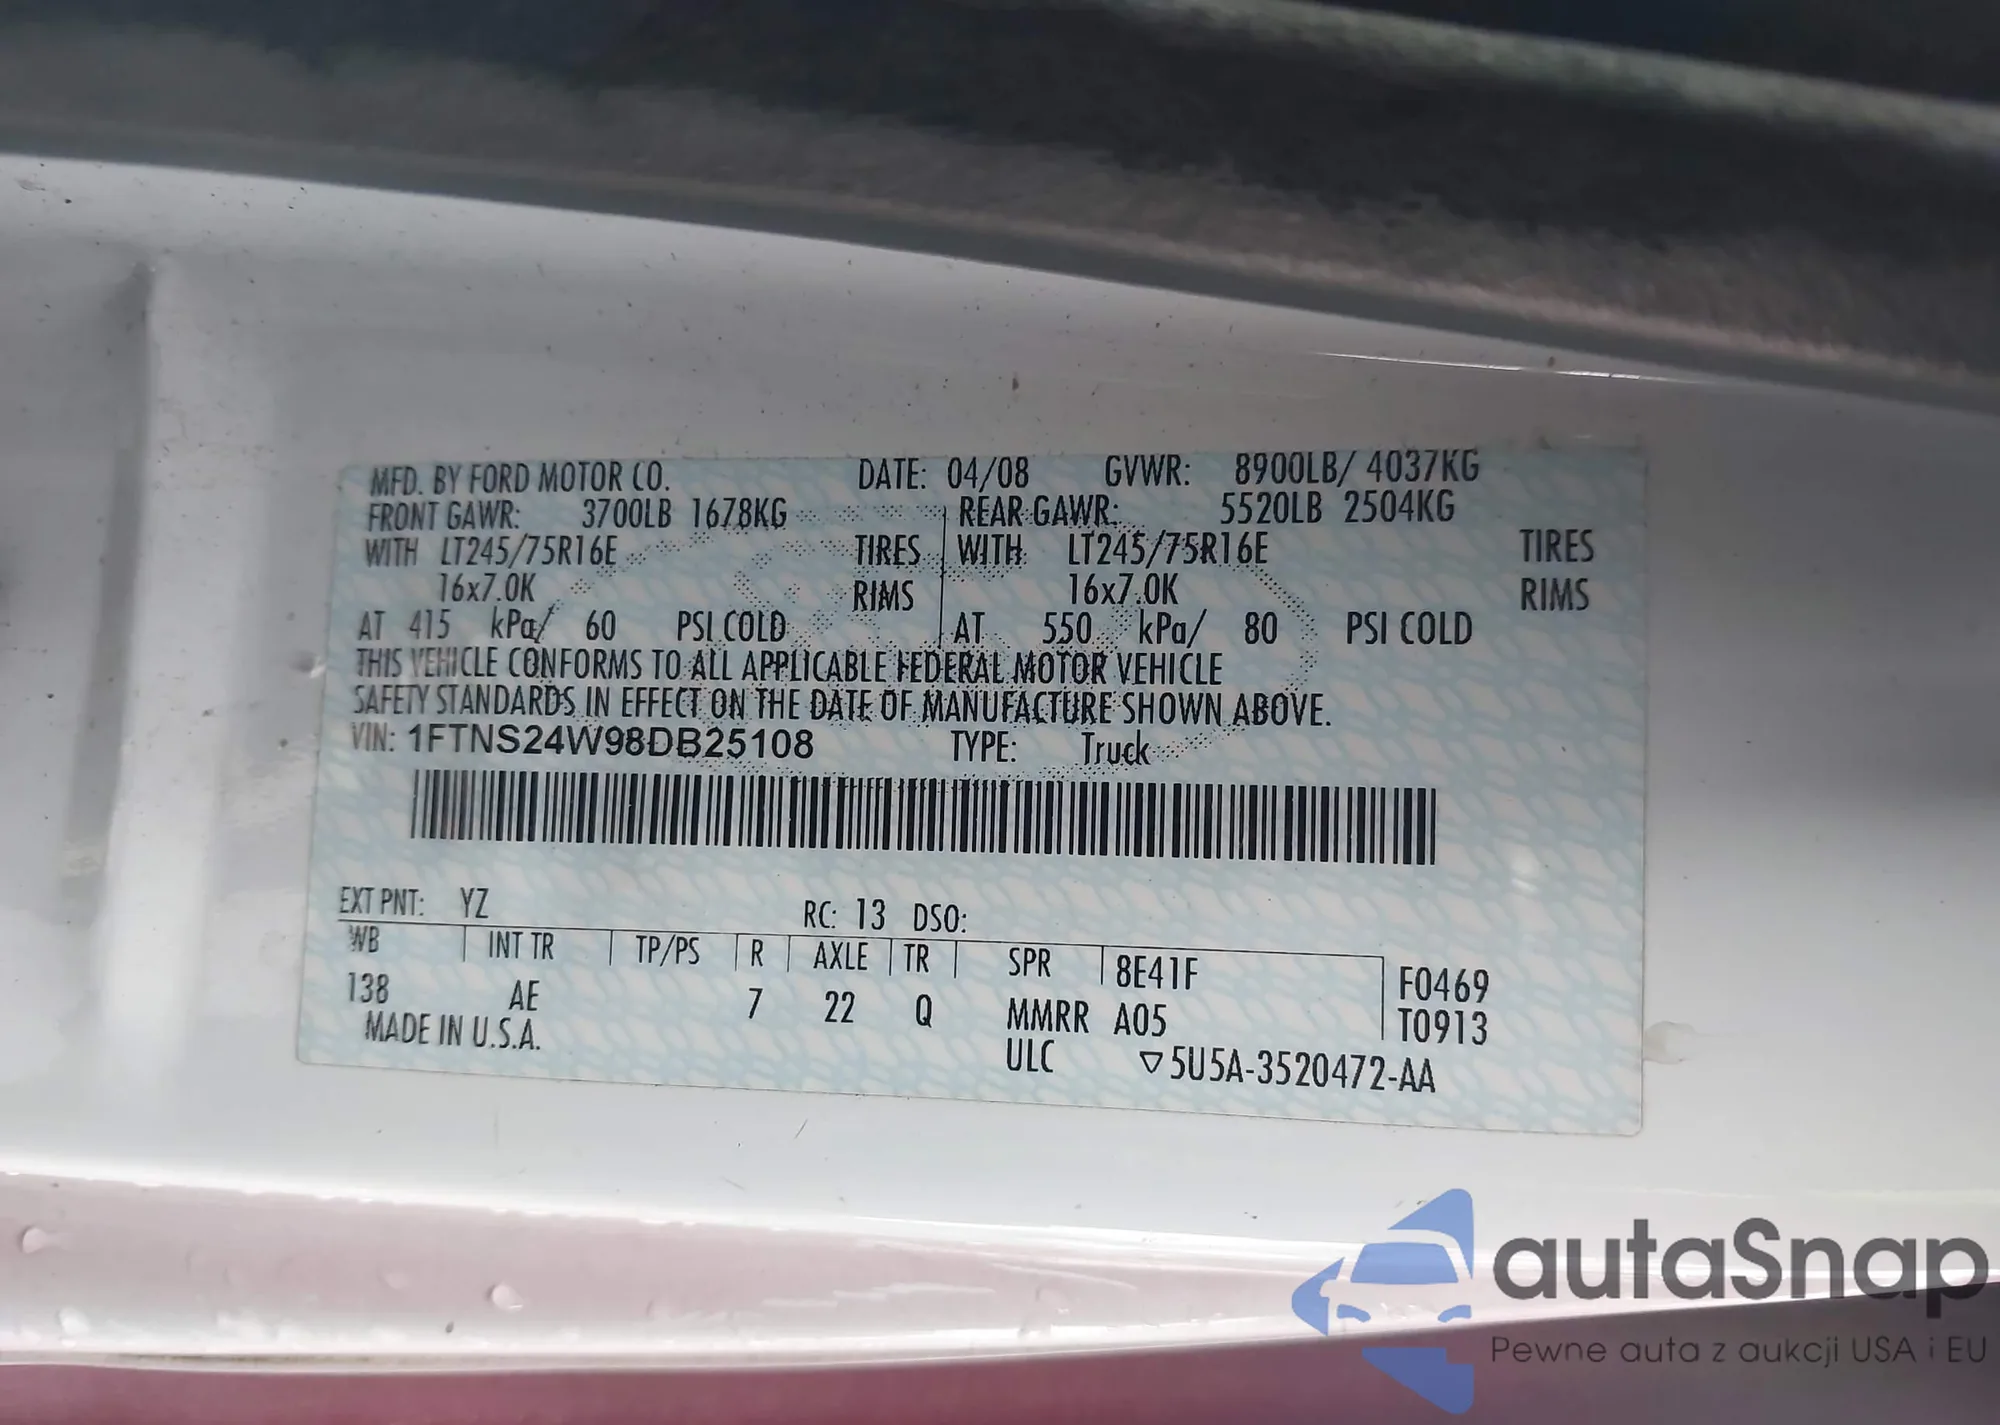 MFD. BY FORD MOTOR CO. DATE: 04/08 GVWR: 8900LB/ 4037KG
FRONT GAWR: 3700LB 1678KG REAR GAWR: 5520LB 2504KG
WITH LT245/75R16E TIRES WITH LT245/75R16E TIRES
16x7.0K RIMS 16x7.0K RIMS
AT 415 kPa/ 60 PSI COLD AT 550 kPa/ 80 PSI COLD
THIS VEHICLE CONFORMS TO ALL APPLICABLE FEDERAL MOTOR VEHICLE
SAFETY STANDARDS IN EFFECT ON THE DATE OF MANUFACTURE SHOWN ABOVE.
VIN: 1FTNS24W98DB25108 TYPE: Truck
EXT PNT: YZ RC: 13 DSO:
WB INT TR TP/PS R AXLE TR SPR 8E41F F0469
138 AE 7 22 Q MMRR A05 T0913
MADE IN U.S.A. ULC ▽5U5A-3520472-AA
autaSnap
Pewne auta z aukcji USA i EU